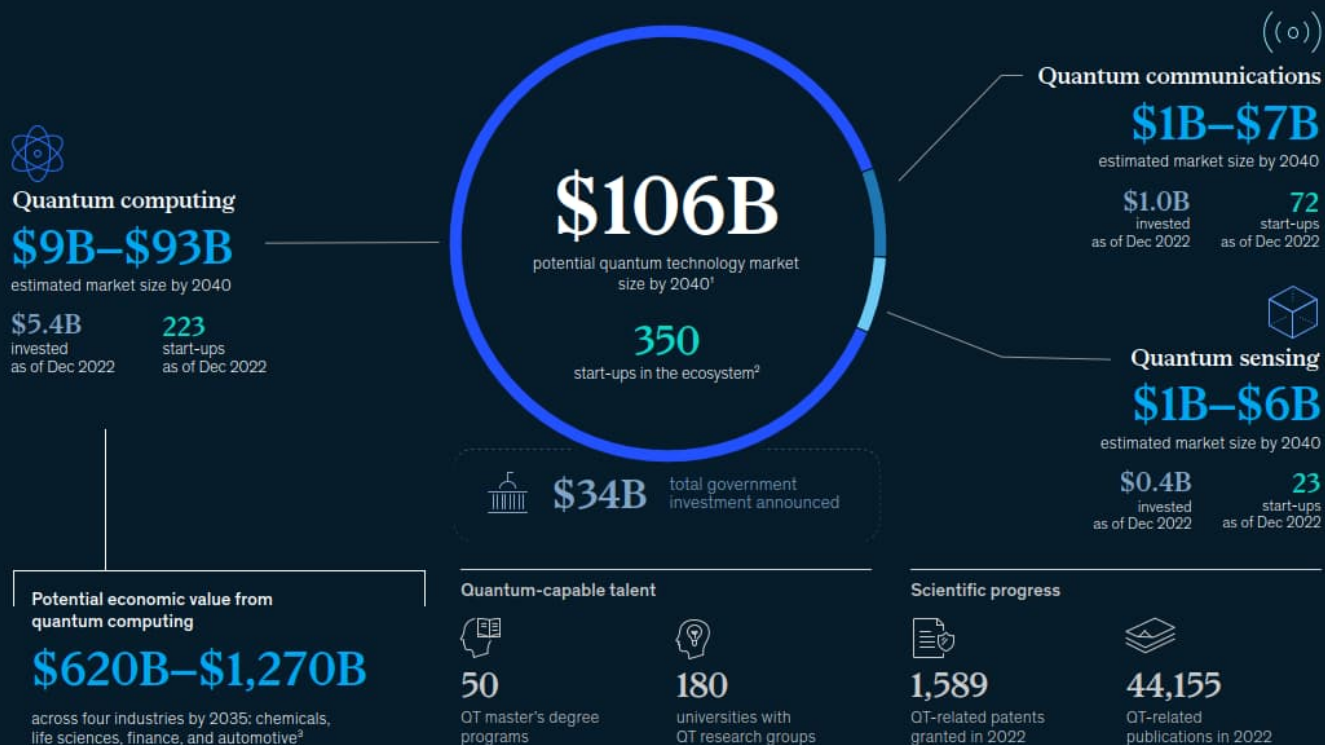 Quantum computing
$9B–$93B
estimated market size by 2040
$5.4B
invested
as of Dec 2022
223
start-ups
as of Dec 2022
$106B
potential quantum technology market
size by 2040¹
350
start-ups in the ecosystem²
$34B
total government
investment announced
Quantum communications
$1B–$7B
estimated market size by 2040
$1.0B
invested
as of Dec 2022
72
start-ups
as of Dec 2022
Quantum sensing
$1B–$6B
estimated market size by 2040
$0.4B
invested
as of Dec 2022
23
start-ups
as of Dec 2022
Potential economic value from
quantum computing
$620B–$1,270B
across four industries by 2035: chemicals,
life sciences, finance, and automotive³
Quantum-capable talent
50
QT master's degree
programs
180
universities with
QT research groups
Scientific progress
1,589
QT-related patents
granted in 2022
44,155
QT-related
publications in 2022